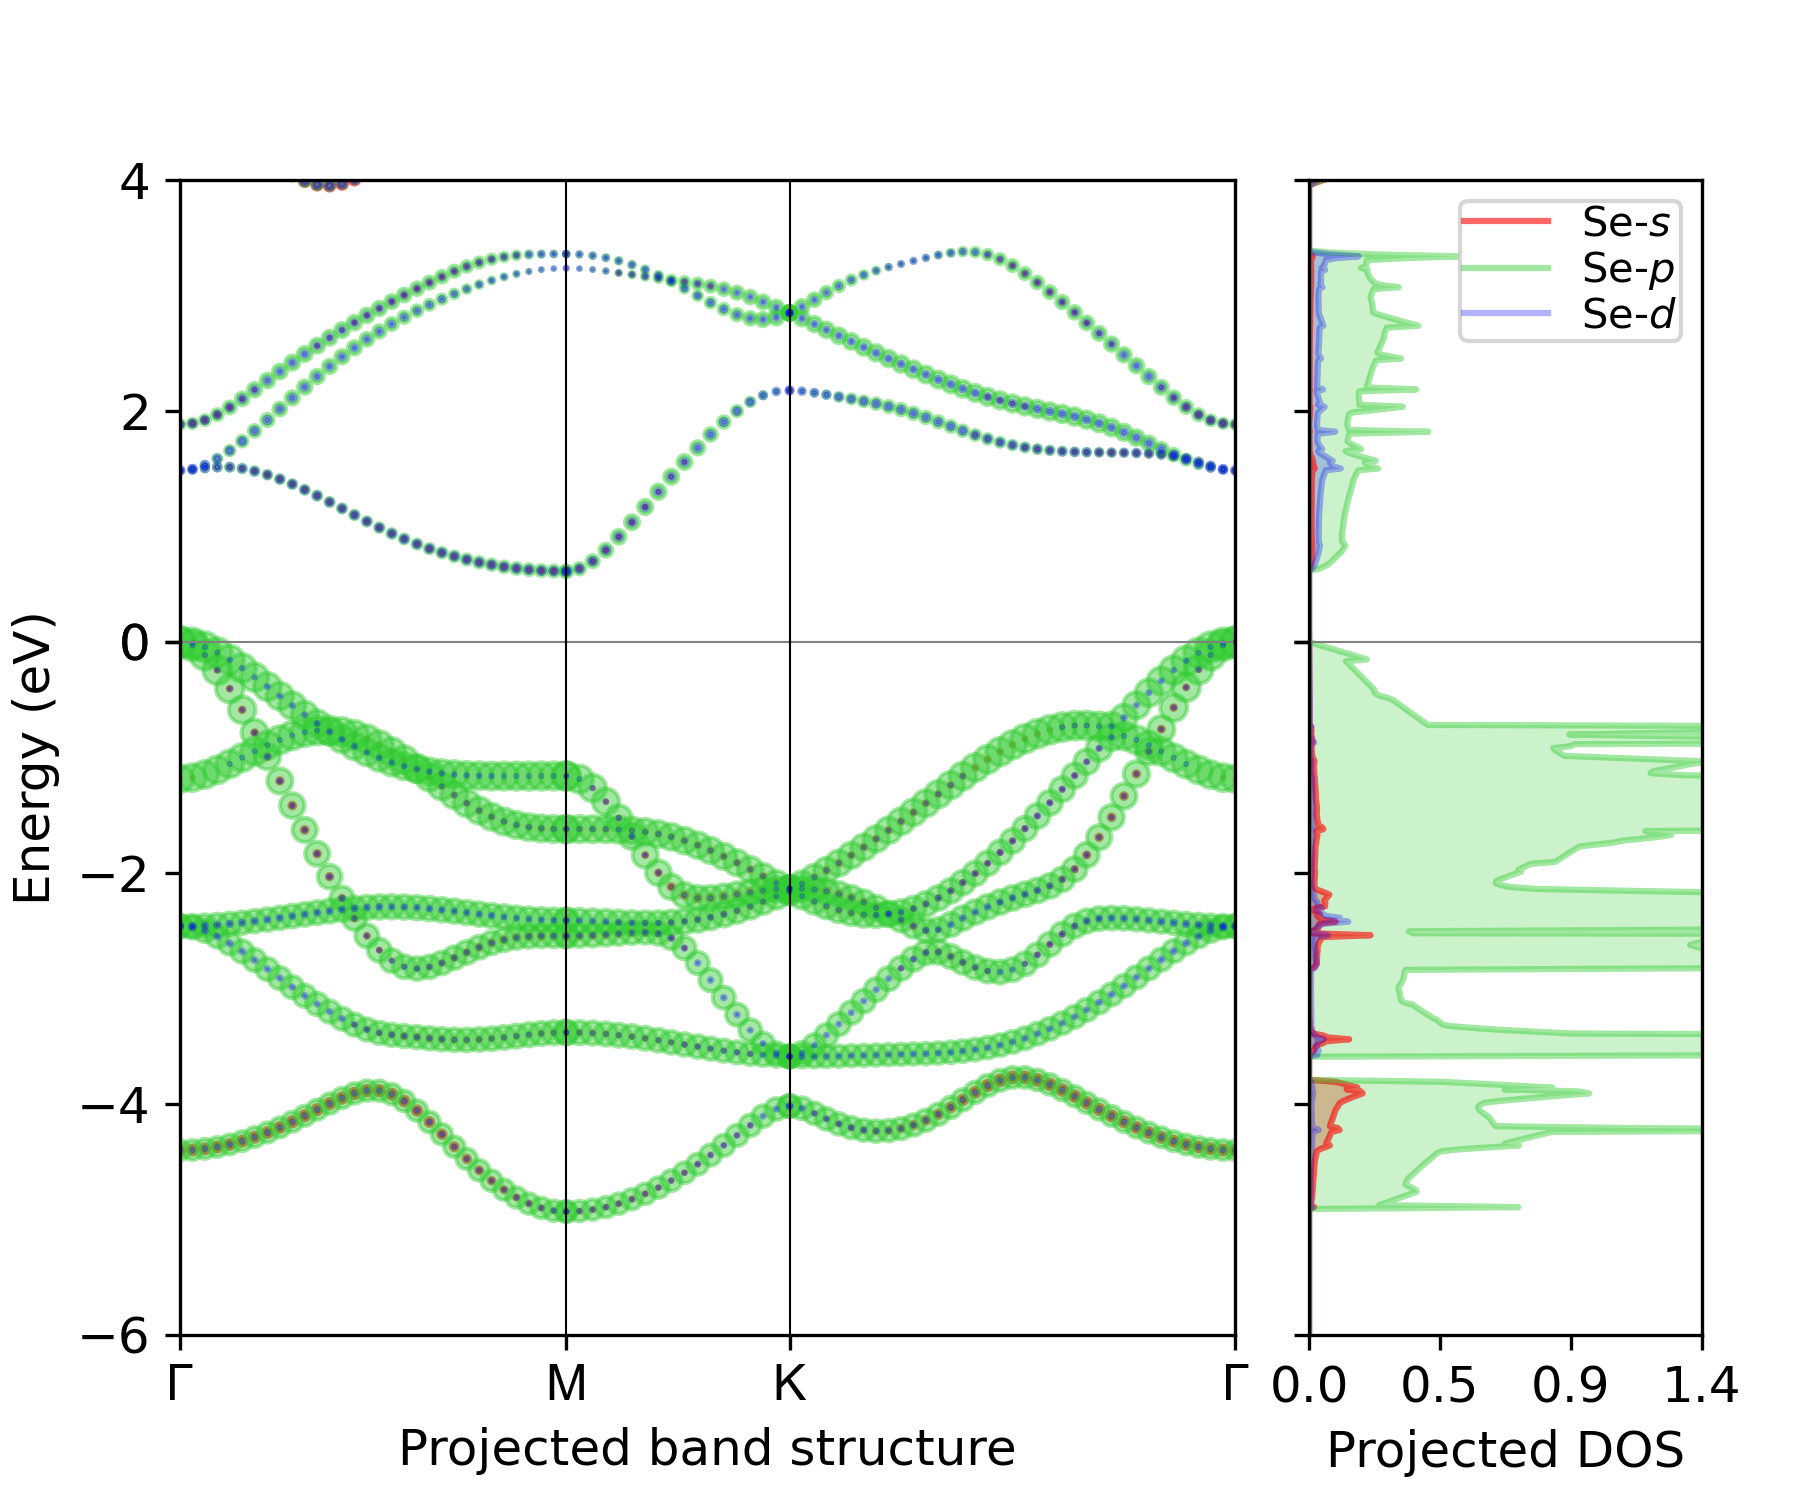 4
2
0
−2
−4
−6
Energy (eV)
Γ M K Γ
Projected band structure
Se-s
Se-p
Se-d
0.0 0.5 0.9 1.4
Projected DOS